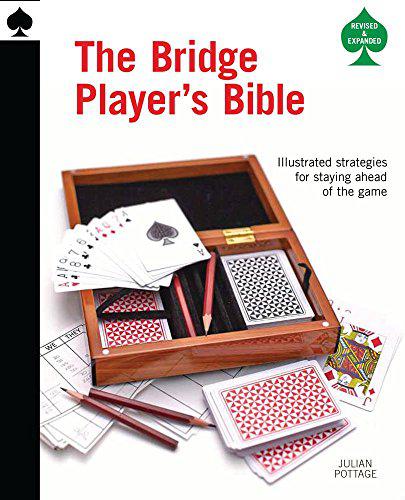 REVISED
&
EXPANDED
The Bridge
Player's Bible
Illustrated strategies
for staying ahead
of the game
WE
THEY
JULIAN
POTTAGE